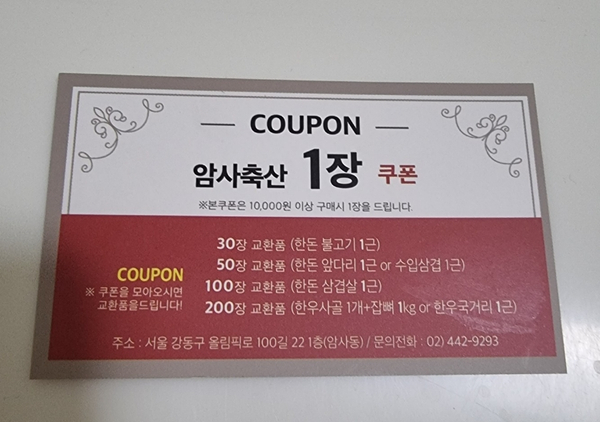 COUPON
암사축산 1장 쿠폰
※본쿠폰은 10,000원 이상 구매시 1장을 드립니다.
30장 교환품 (한돈 불고기 1근)
50장 교환품 (한돈 앞다리 1근 or 수입삼겹 1근)
100장 교환품 (한돈 삼겹살 1근)
200장 교환품 (한우사골 1개+잡뼈 1kg or 한우국거리 1근)
COUPON
※ 쿠폰을 모아오시면
교환품을드립니다!
주소 : 서울 강동구 올림픽로 100길 22 1층(암사동) / 문의전화 : 02) 442-9293